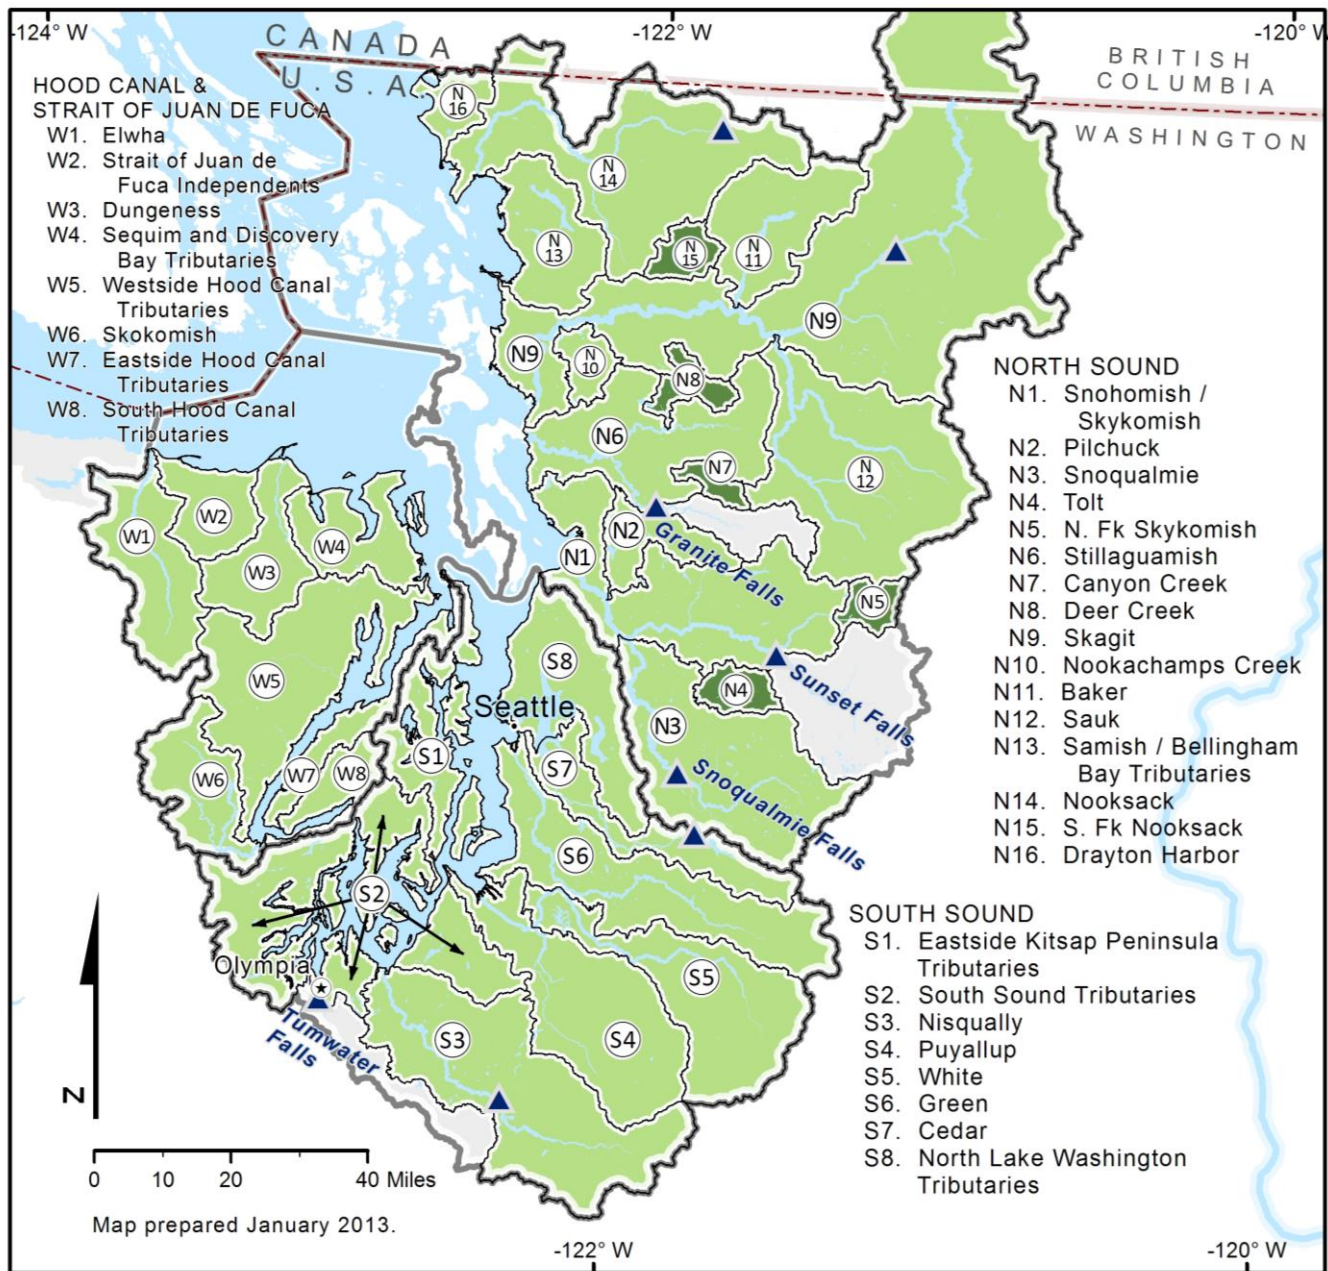 -124° W
-122° W
-120° W
CANADA
U.S.A.
BRITISH
COLUMBIA
WASHINGTON
HOOD CANAL &
STRAIT OF JUAN DE FUCA
W1. Elwha
W2. Strait of Juan de
Fuca Independents
W3. Dungeness
W4. Sequim and Discovery
Bay Tributaries
W5. Westside Hood Canal
Tributaries
W6. Skokomish
W7. Eastside Hood Canal
Tributaries
W8. South Hood Canal
Tributaries
N
16
N
14
N
13
N
15
N
11
N9
N9
N
10
N8
N6
N7
N
12
N2
N1
Granite Falls
N5
Sunset Falls
N4
N3
Snoqualmie Falls
W1
W2
W3
W4
W5
W6
W7
W8
S8
Seattle
S1
S7
S6
S2
Olympia
Tumwater
Falls
S5
S3
S4
NORTH SOUND
N1. Snohomish /
Skykomish
N2. Pilchuck
N3. Snoqualmie
N4. Tolt
N5. N. Fk Skykomish
N6. Stillaguamish
N7. Canyon Creek
N8. Deer Creek
N9. Skagit
N10. Nookachamps Creek
N11. Baker
N12. Sauk
N13. Samish / Bellingham
Bay Tributaries
N14. Nooksack
N15. S. Fk Nooksack
N16. Drayton Harbor
SOUTH SOUND
S1. Eastside Kitsap Peninsula
Tributaries
S2. South Sound Tributaries
S3. Nisqually
S4. Puyallup
S5. White
S6. Green
S7. Cedar
S8. North Lake Washington
Tributaries
N
0 10 20 40 Miles
Map prepared January 2013.
-122° W
-120° W